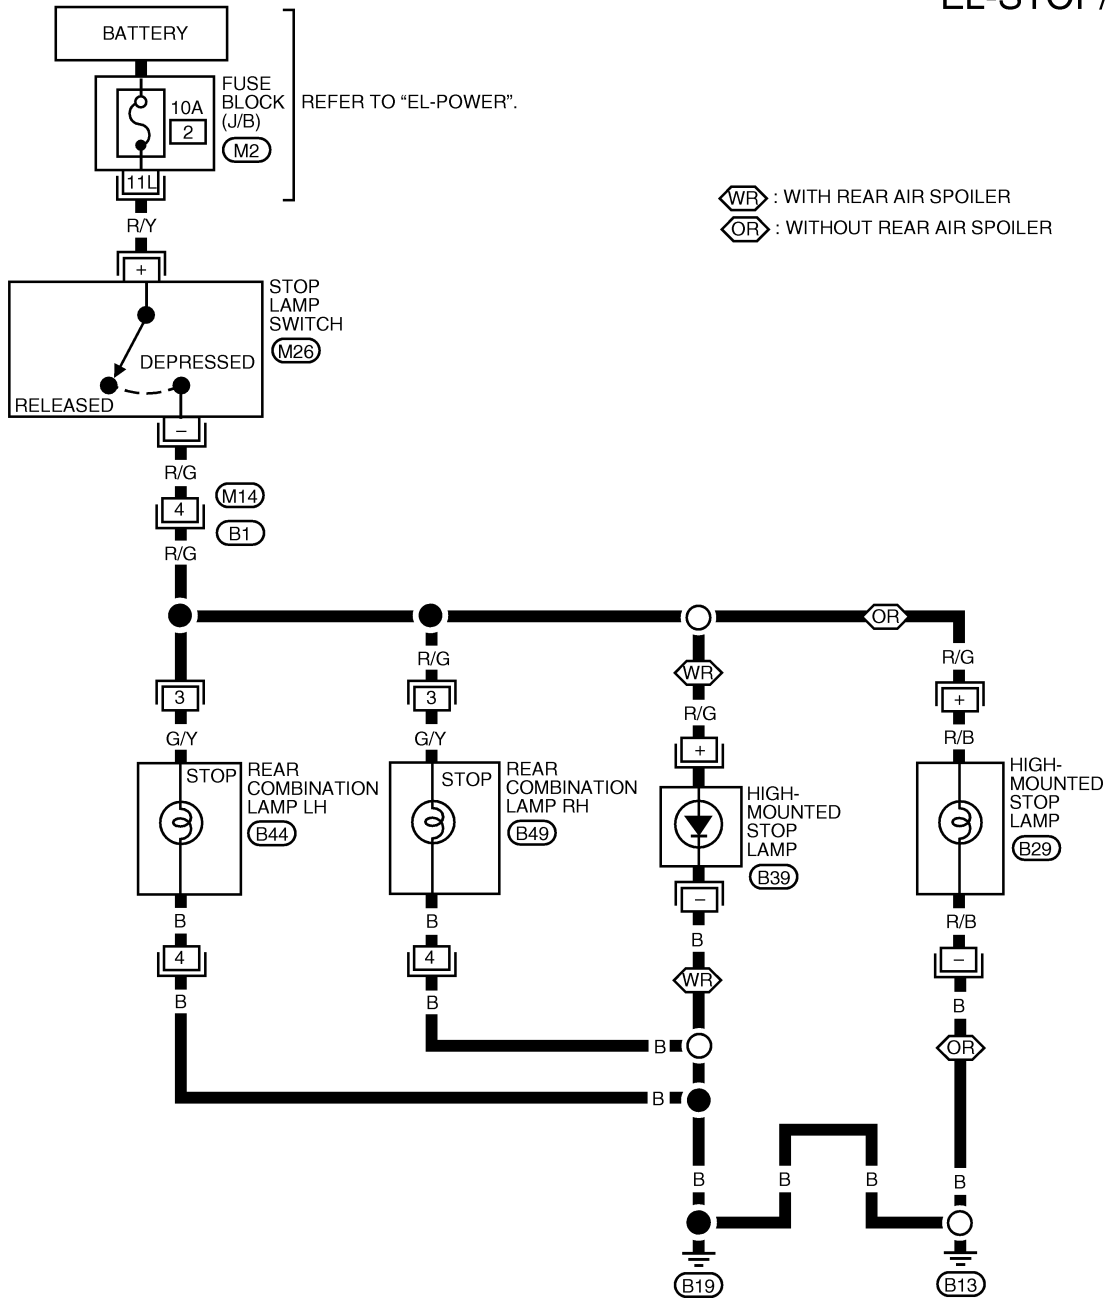 BATTERY
FUSE
BLOCK
(J/B)
M2
10A
2
REFER TO “EL-POWER”.
11L
R/Y
WR : WITH REAR AIR SPOILER
OR : WITHOUT REAR AIR SPOILER
+
STOP
LAMP
SWITCH
M26
DEPRESSED
RELEASED
–
R/G
M14
4
B1
R/G
OR
R/G
WR
R/G
R/G
3
3
+
+
G/Y
G/Y
R/B
STOP
REAR
COMBINATION
LAMP LH
B44
STOP
REAR
COMBINATION
LAMP RH
B49
HIGH-
MOUNTED
STOP
LAMP
B39
HIGH-
MOUNTED
STOP
LAMP
B29
–
B
B
B
R/B
4
4
WR
–
B
B
B
B
OR
B
B
B
B
B
B19
B13